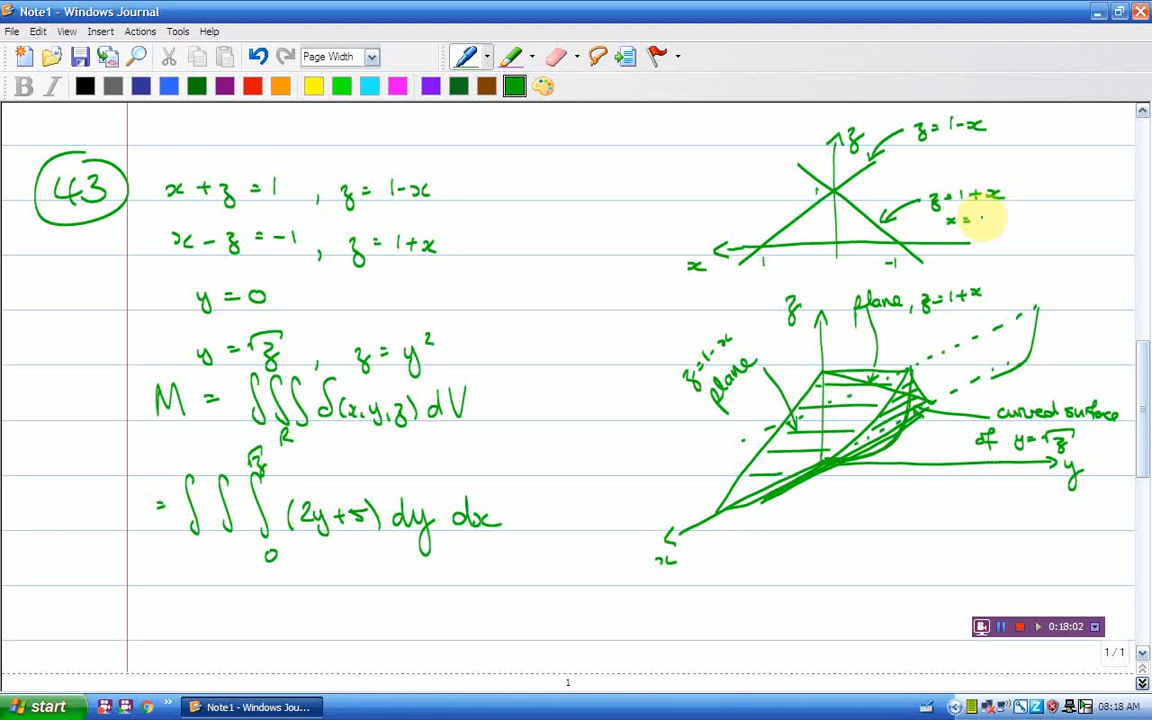 Note1 - Windows Journal
File Edit View Insert Actions Tools Help
Page Width
B I
43
x + z = 1 , z = 1-x
x - z = -1 , z = 1+x
y = 0
y = √z , z = y²
M = ∭ δ(x,y,z) dV
R
= ∫ ∫ ∫₀^√z (2y+5) dy dx
z
z = 1-x
1
z = 1+x
x =
x
1
-1
z
plane, z=1+x
z=1-x
plane
curved surface
of y=√z
y
x
0:18:02
1 / 1
1
start
Note1 - Windows Jou...
08:18 AM